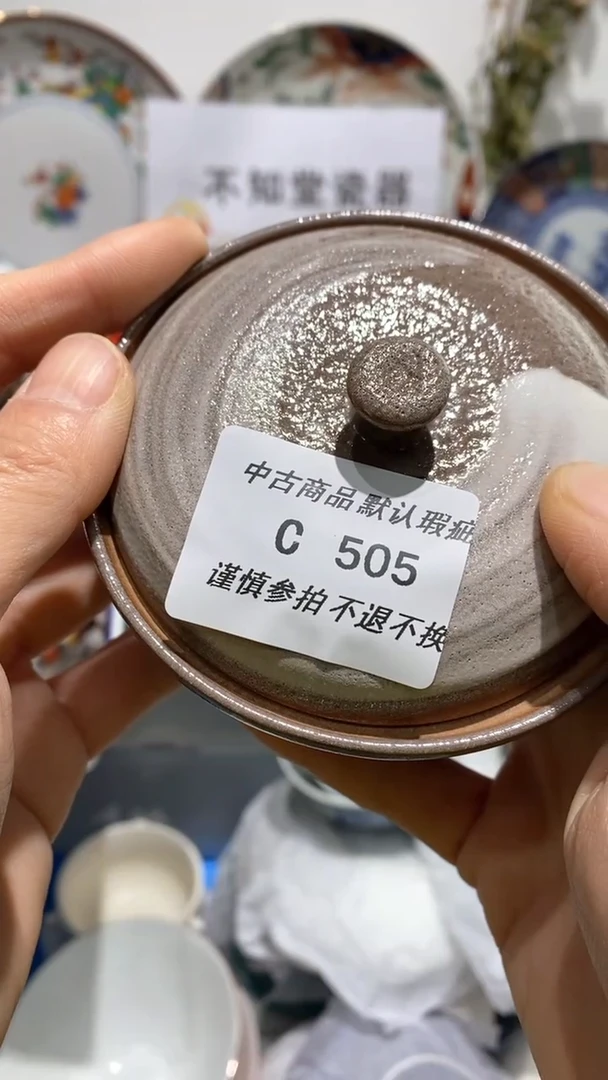 不知堂瓷器
中古商品默认瑕疵
C 505
谨慎参拍不退不换